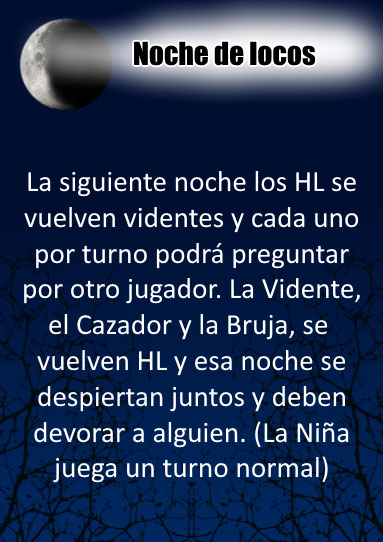 Noche de locos
La siguiente noche los HL se
vuelven videntes y cada uno
por turno podrá preguntar
por otro jugador. La Vidente,
el Cazador y la Bruja, se
vuelven HL y esa noche se
despiertan juntos y deben
devorar a alguien. (La Niña
juega un turno normal)